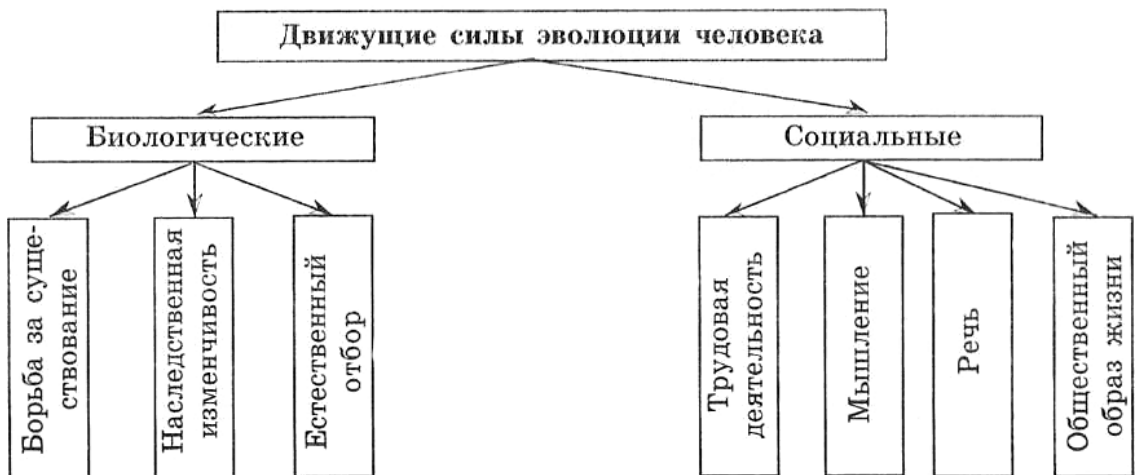 Движущие силы эволюции человека
Биологические
Социальные
Борьба за суще-
ствование
Наследственная
изменчивость
Естественный
отбор
Трудовая
деятельность
Мышление
Речь
Общественный
образ жизни